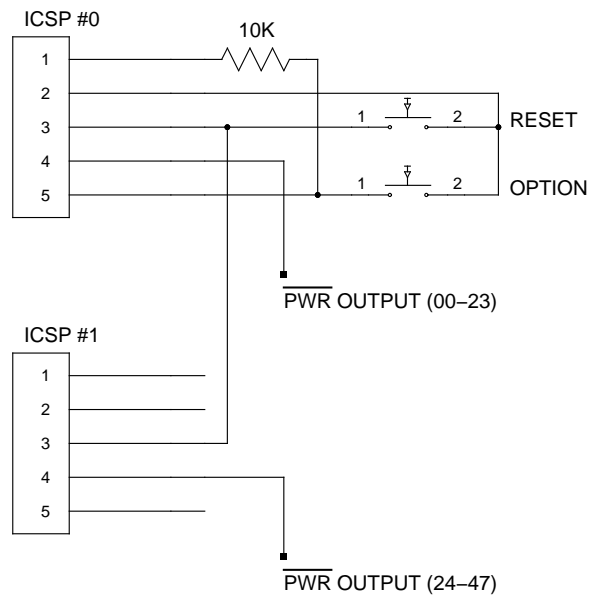 ICSP #0
10K
1
2
3
1 2 RESET
4
5
1 2 OPTION
PWR OUTPUT (00–23)
ICSP #1
1
2
3
4
5
PWR OUTPUT (24–47)